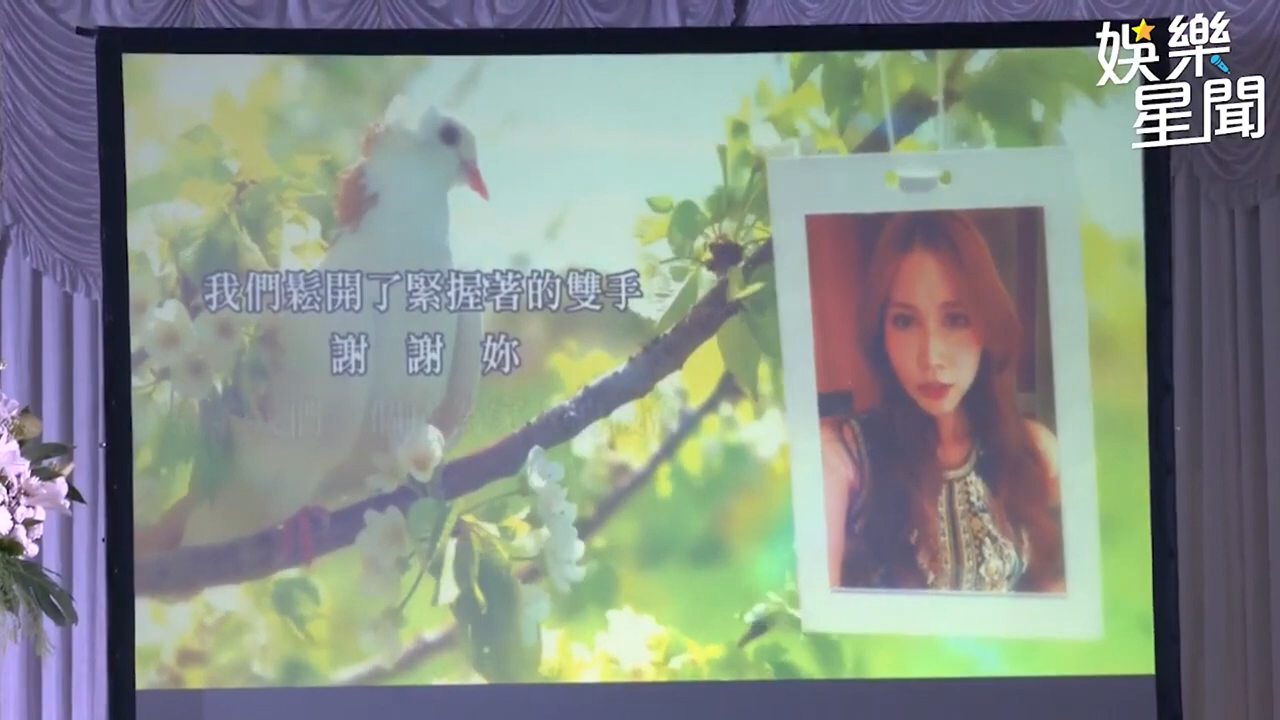 娛樂
星聞
我們鬆開了緊握著的雙手
謝 謝 妳